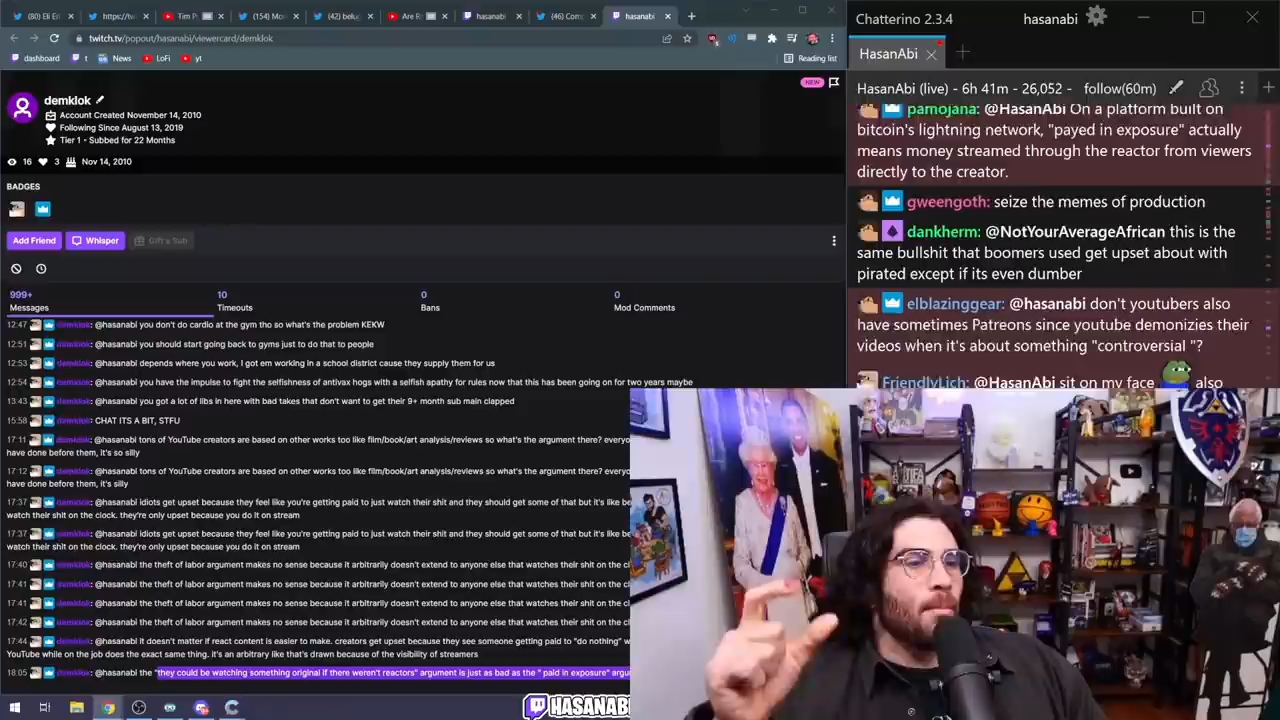 (80) Eli Er
https://tw
Tim P
(154) Mo
(42) belug
Are R
hasanabi
(46) Com
hasanabi
twitch.tv/popout/hasanabi/viewercard/demklok
dashboard
t
News
LoFi
yt
Reading list
NEW
demklok
Account Created November 14, 2010
Following Since August 13, 2019
Tier 1 - Subbed for 22 Months
16
3
Nov 14, 2010
BADGES
Add Friend
Whisper
Gift a Sub
999+
Messages
10
Timeouts
0
Bans
0
Mod Comments
12:47 demklok: @hasanabi you don't do cardio at the gym tho so what's the problem KEKW
12:51 demklok: @hasanabi you should start going back to gyms just to do that to people
12:53 demklok: @hasanabi depends where you work, I got em working in a school district cause they supply them for us
12:54 demklok: @hasanabi you have the impulse to fight the selfishness of antivax hogs with a selfish apathy for rules now that this has been going on for two years maybe
13:43 demklok: @hasanabi you got a lot of libs in here with bad takes that don't want to get their 9+ month sub main clapped
15:58 demklok: CHAT ITS A BIT, STFU
17:11 demklok: @hasanabi tons of YouTube creators are based on other works too like film/book/art analysis/reviews so what's the argument there? everyo
have done before them, it's so silly
17:12 demklok: @hasanabi tons of YouTube creators are based on other works too like film/book/art analysis/reviews so what's the argument there? everyo
have done before them, it's silly
17:37 demklok: @hasanabi idiots get upset because they feel like you're getting paid to just watch their shit and they should get some of that but it's like be
watch their shit on the clock. they're only upset because you do it on stream
17:37 demklok: @hasanabi idiots get upset because they feel like you're getting paid to just watch their shit and they should get some of that but it's like be
watch their shit on the clock. they're only upset because you do it on stream
17:40 demklok: @hasanabi the theft of labor argument makes no sense because it arbitrarily doesn't extend to anyone else that watches their shit on the cl
17:41 demklok: @hasanabi the theft of labor argument makes no sense because it arbitrarily doesn't extend to anyone else that watches their shit on the cl
17:41 demklok: @hasanabi the theft of labor argument makes no sense because it arbitrarily doesn't extend to anyone else that watches their shit on the cl
17:42 demklok: @hasanabi the theft of labor argument makes no sense because it arbitrarily doesn't extend to anyone else that watches their shit on the cl
17:44 demklok: @hasanabi it doesn't matter if react content is easier to make. creators get upset because they see someone getting paid to "do nothing" w
YouTube while on the job does the exact same thing. it's an arbitrary like that's drawn because of the visibility of streamers
18:05 demklok: @hasanabi the "they could be watching something original if there weren't reactors" argument is just as bad as the " paid in exposure" argu
HASANABI
Chatterino 2.3.4
hasanabi
HasanAbi
HasanAbi (live) - 6h 41m - 26,052 -
follow(60m)
pamojana: @HasanAbi On a platform built on
bitcoin's lightning network, "payed in exposure" actually
means money streamed through the reactor from viewers
directly to the creator.
gweengoth: seize the memes of production
dankherm: @NotYourAverageAfrican this is the
same bullshit that boomers used get upset about with
pirated except if its even dumber
elblazinggear: @hasanabi don't youtubers also
have sometimes Patreons since youtube demonizies their
videos when it's about something "controversial "?
FriendlyLich: @HasanAbi sit on my face also